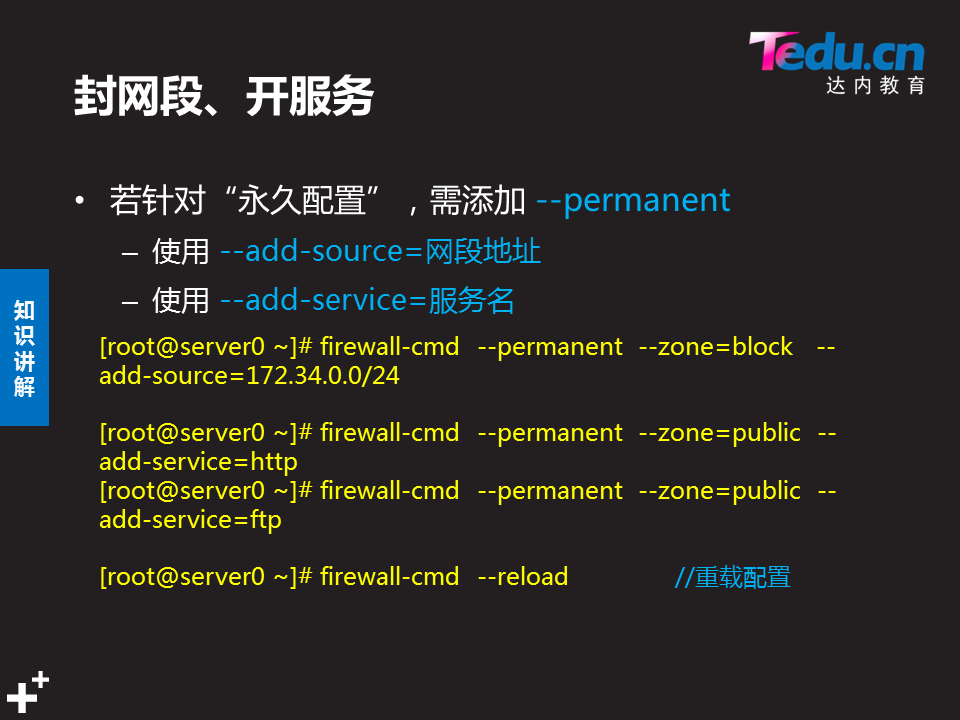 Tedu.cn
达内教育
封网段、开服务
• 若针对“永久配置”，需添加 --permanent
– 使用 --add-source=网段地址
– 使用 --add-service=服务名
知识讲解
[root@server0 ~]# firewall-cmd --permanent --zone=block --
add-source=172.34.0.0/24
[root@server0 ~]# firewall-cmd --permanent --zone=public --
add-service=http
[root@server0 ~]# firewall-cmd --permanent --zone=public --
add-service=ftp
[root@server0 ~]# firewall-cmd --reload //重载配置